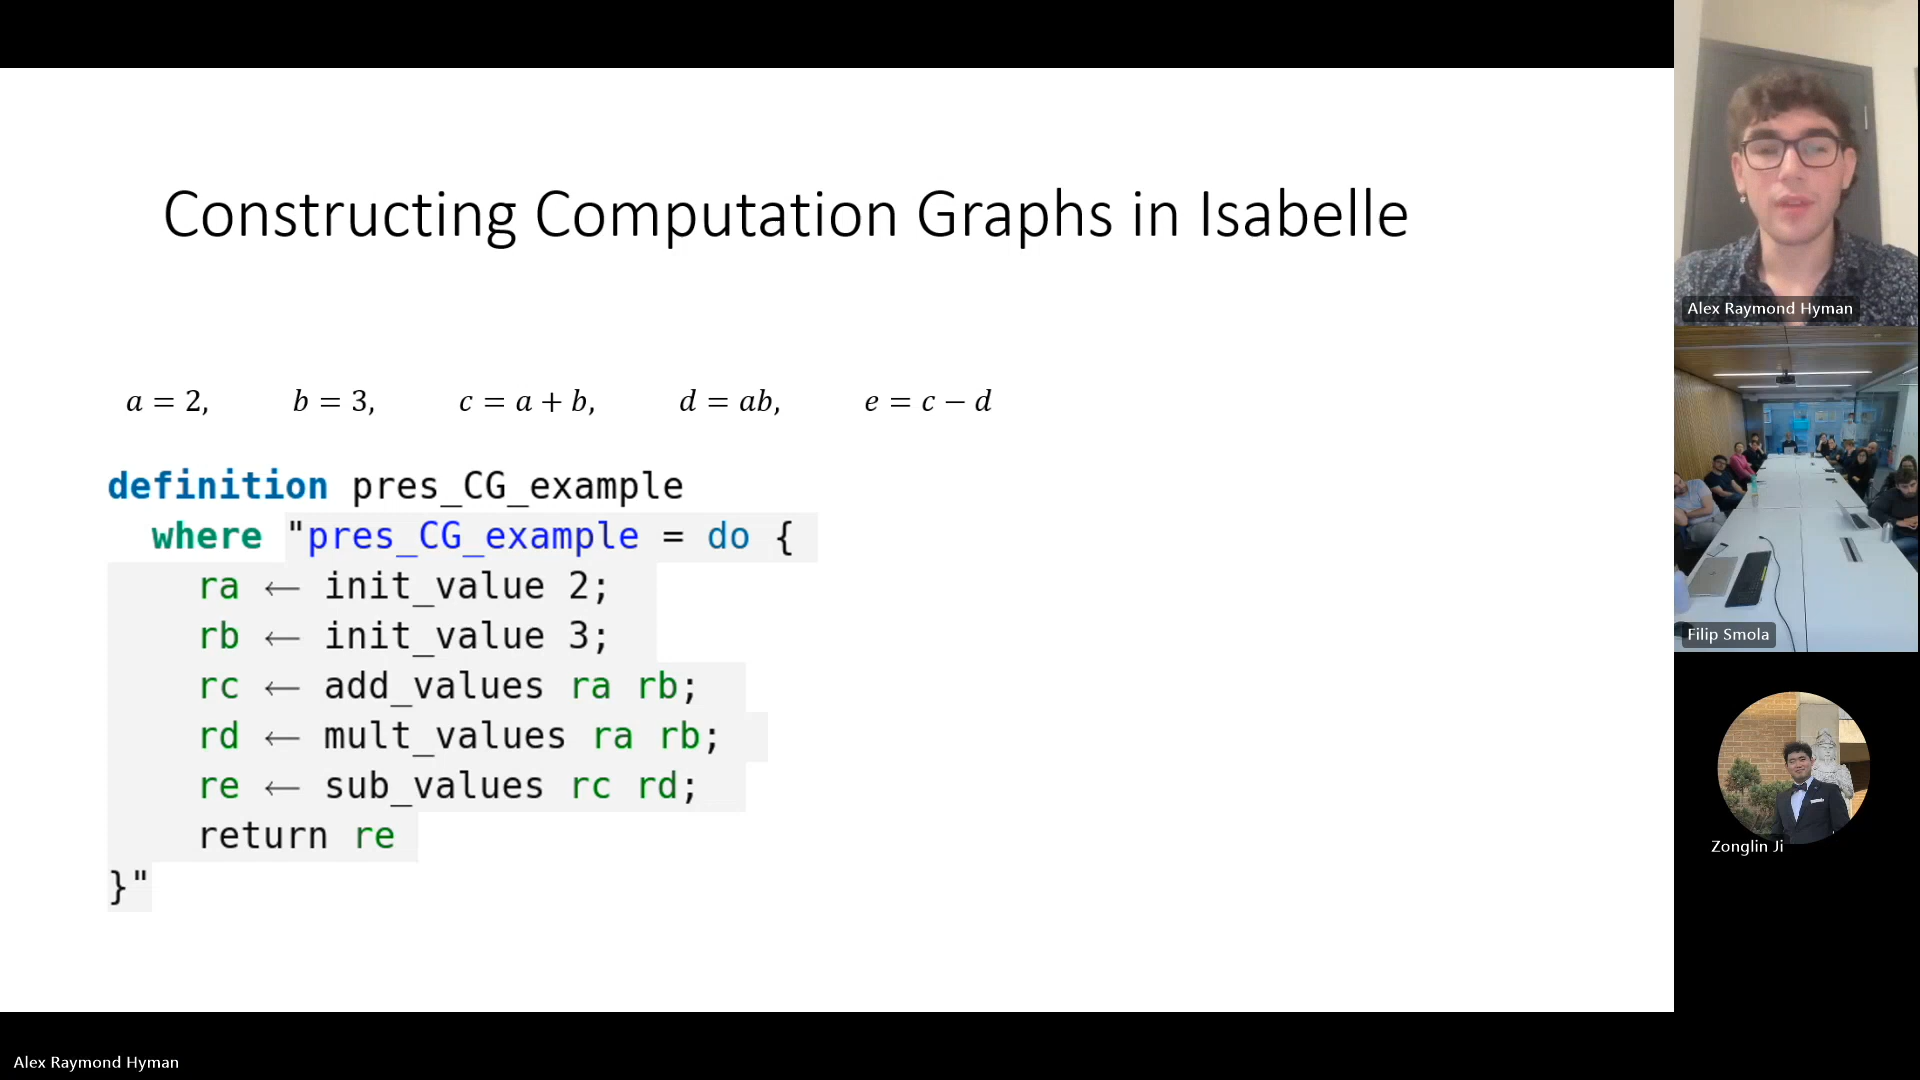 Constructing Computation Graphs in Isabelle
a = 2, b = 3, c = a + b, d = ab, e = c − d
definition pres_CG_example
where "pres_CG_example = do {
ra ← init_value 2;
rb ← init_value 3;
rc ← add_values ra rb;
rd ← mult_values ra rb;
re ← sub_values rc rd;
return re
}"
Alex Raymond Hyman
Filip Smola
Zonglin Ji
Alex Raymond Hyman